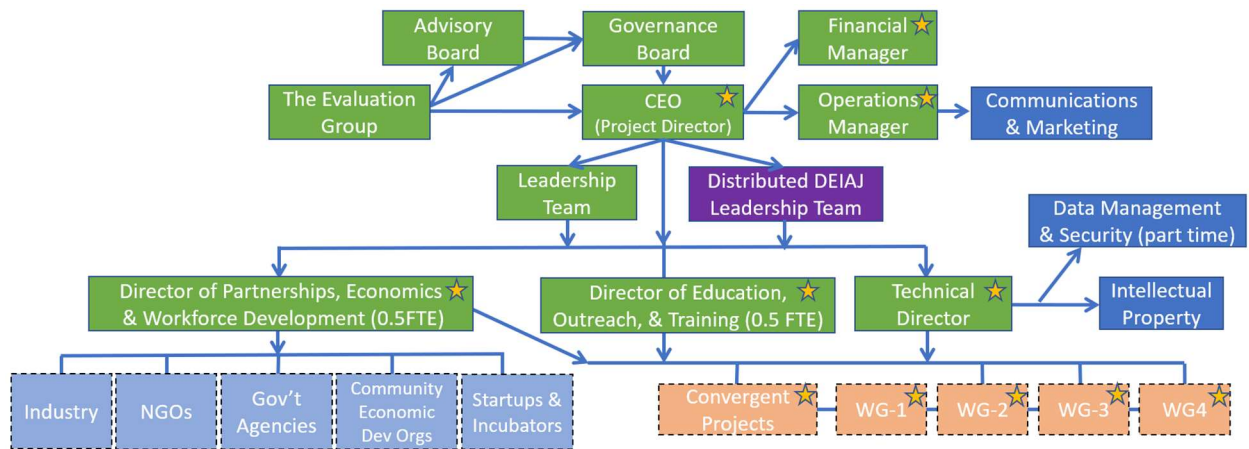 Advisory
Board
Governance
Board
Financial
Manager
The Evaluation
Group
CEO
(Project Director)
Operations
Manager
Communications
& Marketing
Leadership
Team
Distributed DEIAJ
Leadership Team
Data Management
& Security (part time)
Director of Partnerships, Economics
& Workforce Development (0.5FTE)
Director of Education,
Outreach, & Training (0.5 FTE)
Technical
Director
Intellectual
Property
Industry
NGOs
Gov’t
Agencies
Community
Economic
Dev Orgs
Startups &
Incubators
Convergent
Projects
WG-1
WG-2
WG-3
WG4